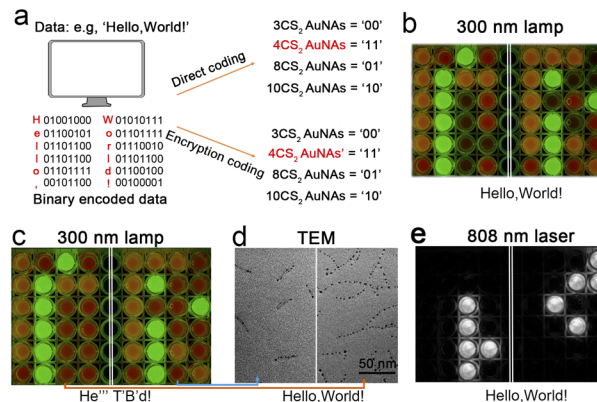 a
Data: e.g, 'Hello,World!'
Direct coding
Encryption coding
3CS₂ AuNAs = '00'
4CS₂ AuNAs = '11'
8CS₂ AuNAs = '01'
10CS₂ AuNAs = '10'
3CS₂ AuNAs = '00'
4CS₂ AuNAs' = '11'
8CS₂ AuNAs = '01'
10CS₂ AuNAs = '10'
H 01001000 W 01010111
e 01100101 o 01101111
l 01101100 r 01110010
l 01101100 l 01101100
o 01101111 d 01100100
, 00101100 ! 00100001
Binary encoded data
b
300 nm lamp
Hello,World!
c
300 nm lamp
He''' T'B'd!
d
TEM
50 nm
Hello,World!
e
808 nm laser
Hello,World!